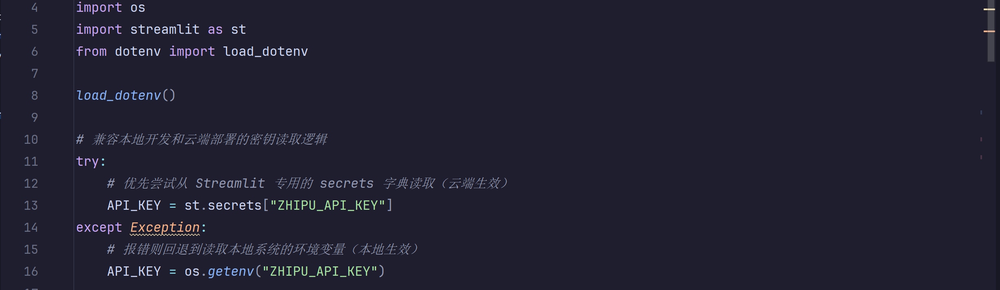 4 import os
5 import streamlit as st
6 from dotenv import load_dotenv
7
8 load_dotenv()
9
10 # 兼容本地开发和云端部署的密钥读取逻辑
11 try:
12     # 优先尝试从 Streamlit 专用的 secrets 字典读取（云端生效）
13     API_KEY = st.secrets["ZHIPU_API_KEY"]
14 except Exception:
15     # 报错则回退到读取本地系统的环境变量（本地生效）
16     API_KEY = os.getenv("ZHIPU_API_KEY")